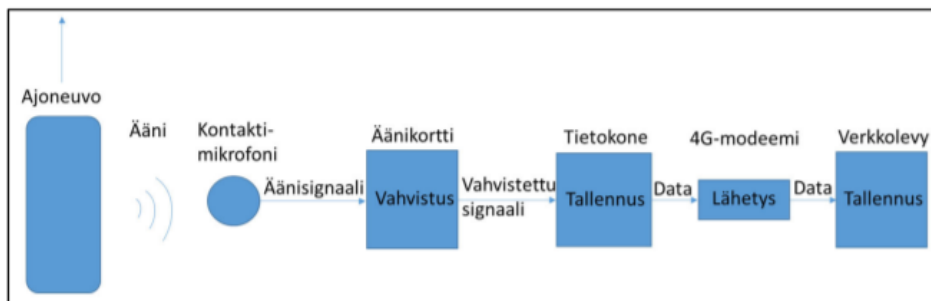 Ajoneuvo
Ääni
Kontakti-
mikrofoni
Äänisignaali
Äänikortti
Vahvistus
Vahvistettu
signaali
Tietokone
Tallennus
Data
4G-modeemi
Lähetys
Data
Verkkolevy
Tallennus